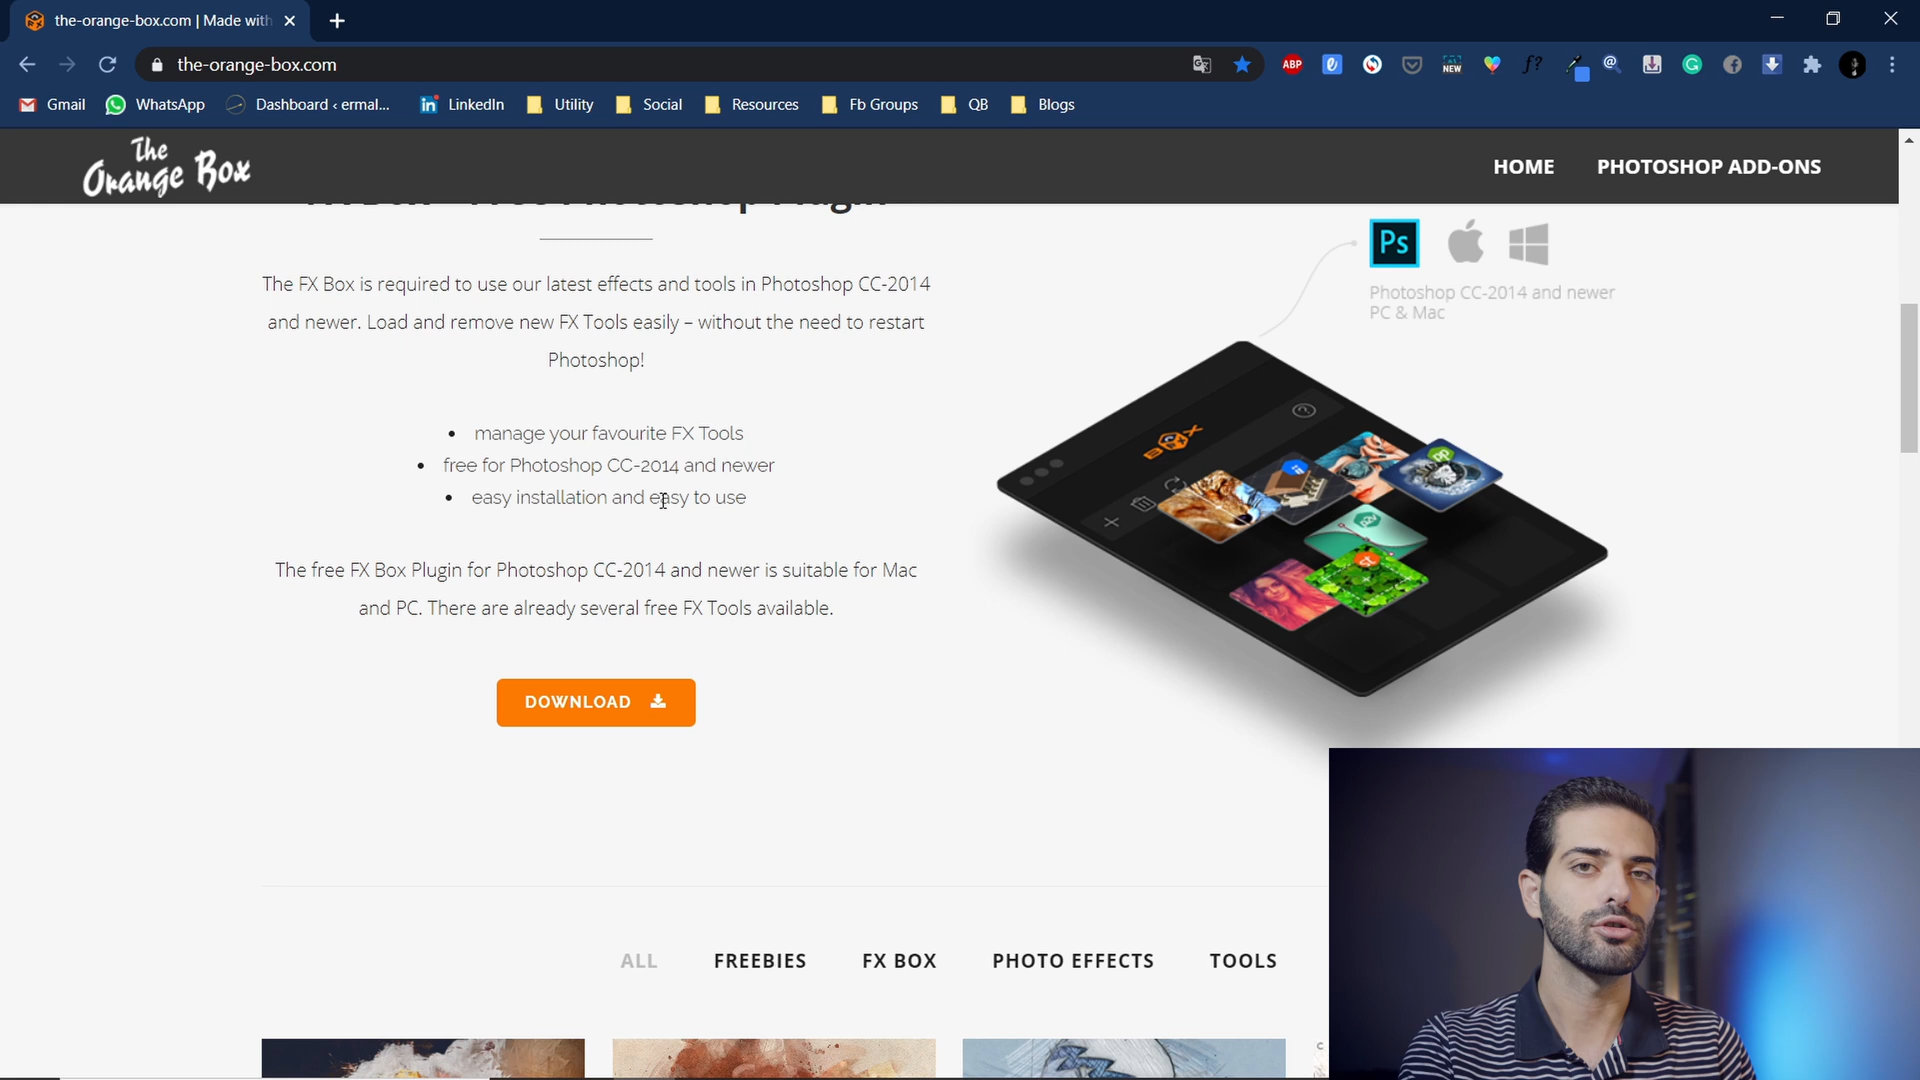 the-orange-box.com | Made with
the-orange-box.com
ABP
NEW
f?
Gmail
WhatsApp
Dashboard ‹ ermal...
LinkedIn
Utility
Social
Resources
Fb Groups
QB
Blogs
The
Orange Box
HOME
PHOTOSHOP ADD-ONS
The FX Box is required to use our latest effects and tools in Photoshop CC-2014
and newer. Load and remove new FX Tools easily – without the need to restart
Photoshop!
• manage your favourite FX Tools
• free for Photoshop CC-2014 and newer
• easy installation and easy to use
The free FX Box Plugin for Photoshop CC-2014 and newer is suitable for Mac
and PC. There are already several free FX Tools available.
DOWNLOAD
Ps
Photoshop CC-2014 and newer
PC & Mac
ALL
FREEBIES
FX BOX
PHOTO EFFECTS
TOOLS